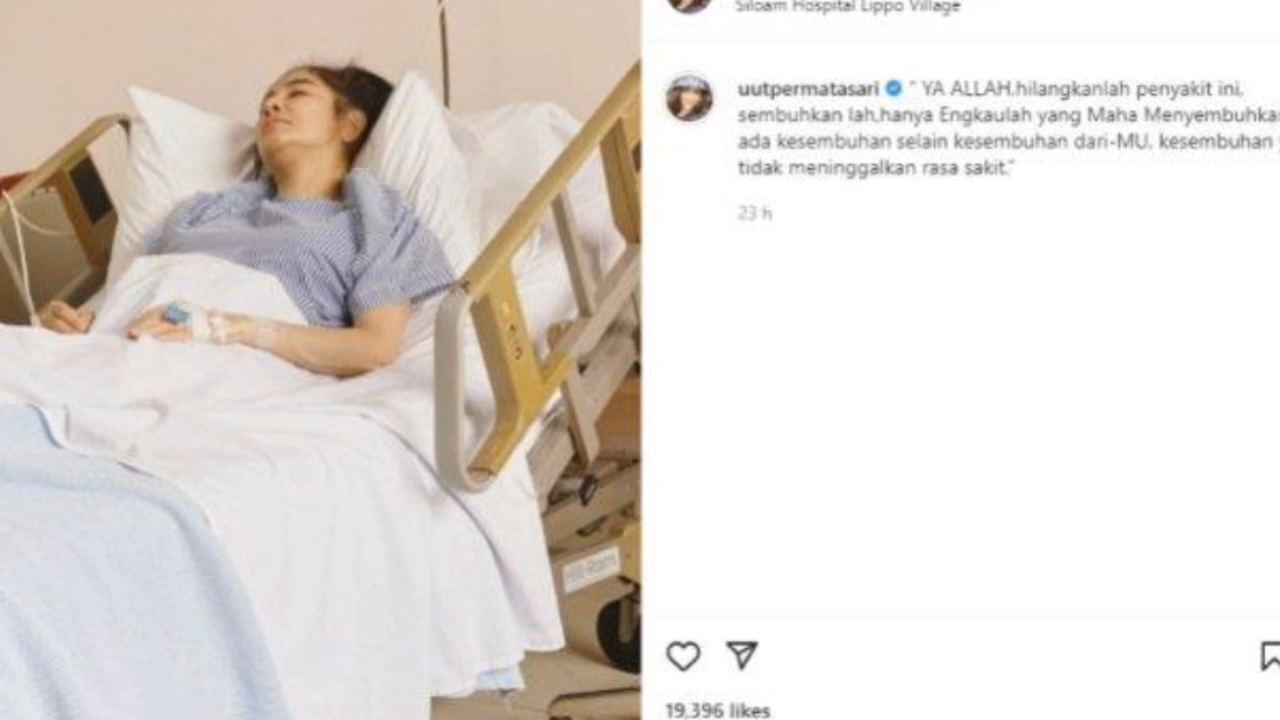 Siloam Hospital Lippo Village
uutpermatasari " YA ALLAH.hilangkanlah penyakit ini,
sembuhkan lah,hanya Engkaulah yang Maha Menyembuhkan
ada kesembuhan selain kesembuhan dari-MU, kesembuhan
tidak meninggalkan rasa sakit."
23 h
19,396 likes